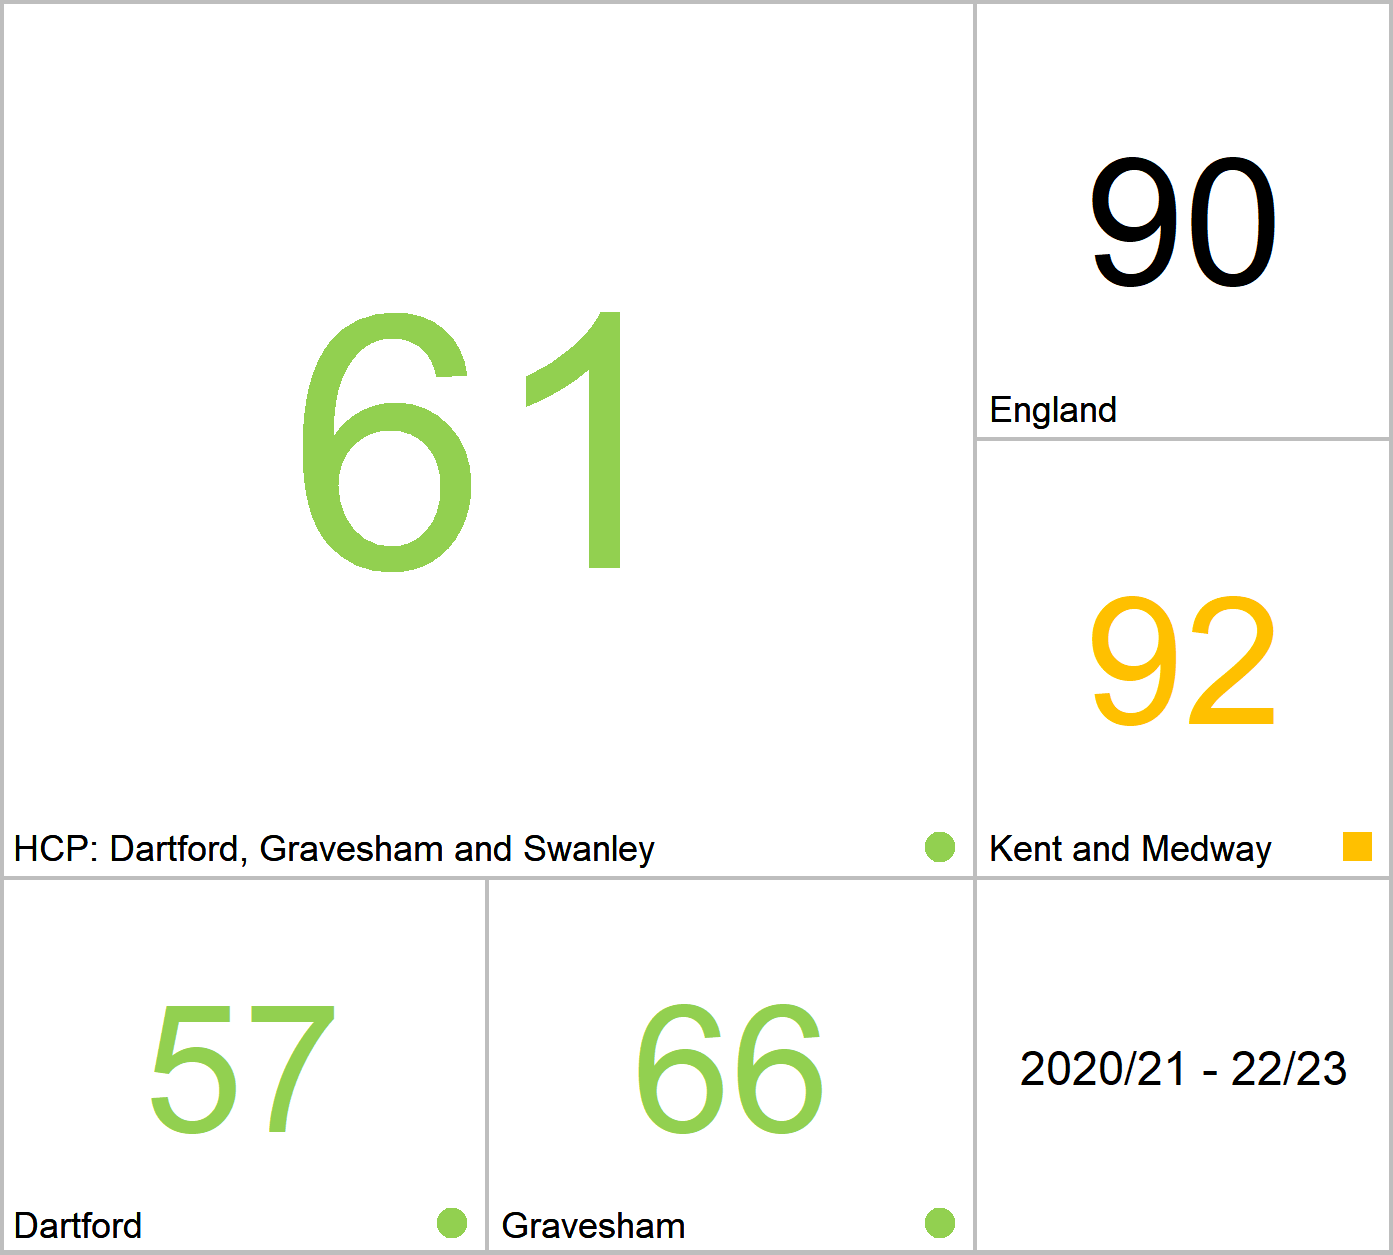 61
HCP: Dartford, Gravesham and Swanley
90
England
92
Kent and Medway
57
Dartford
66
Gravesham
2020/21 - 22/23